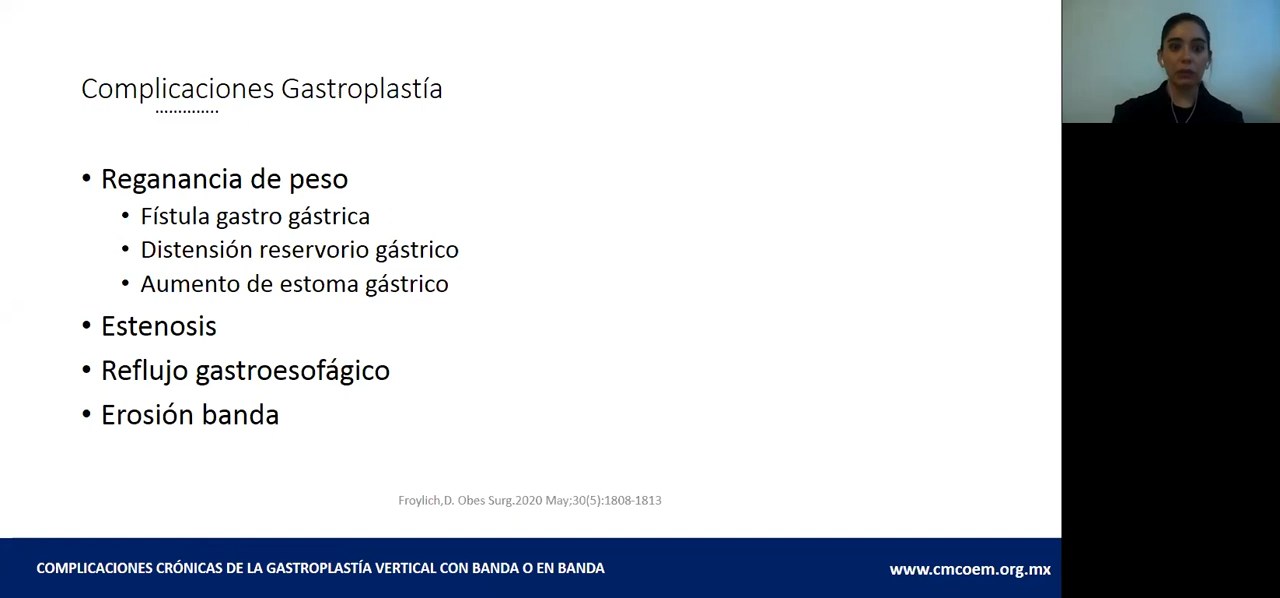 Complicaciones Gastroplastía
• Reganancia de peso
• Fístula gastro gástrica
• Distensión reservorio gástrico
• Aumento de estoma gástrico
• Estenosis
• Reflujo gastroesofágico
• Erosión banda
Froylich,D. Obes Surg.2020 May;30(5):1808-1813
COMPLICACIONES CRÓNICAS DE LA GASTROPLASTÍA VERTICAL CON BANDA O EN BANDA
www.cmcoem.org.mx